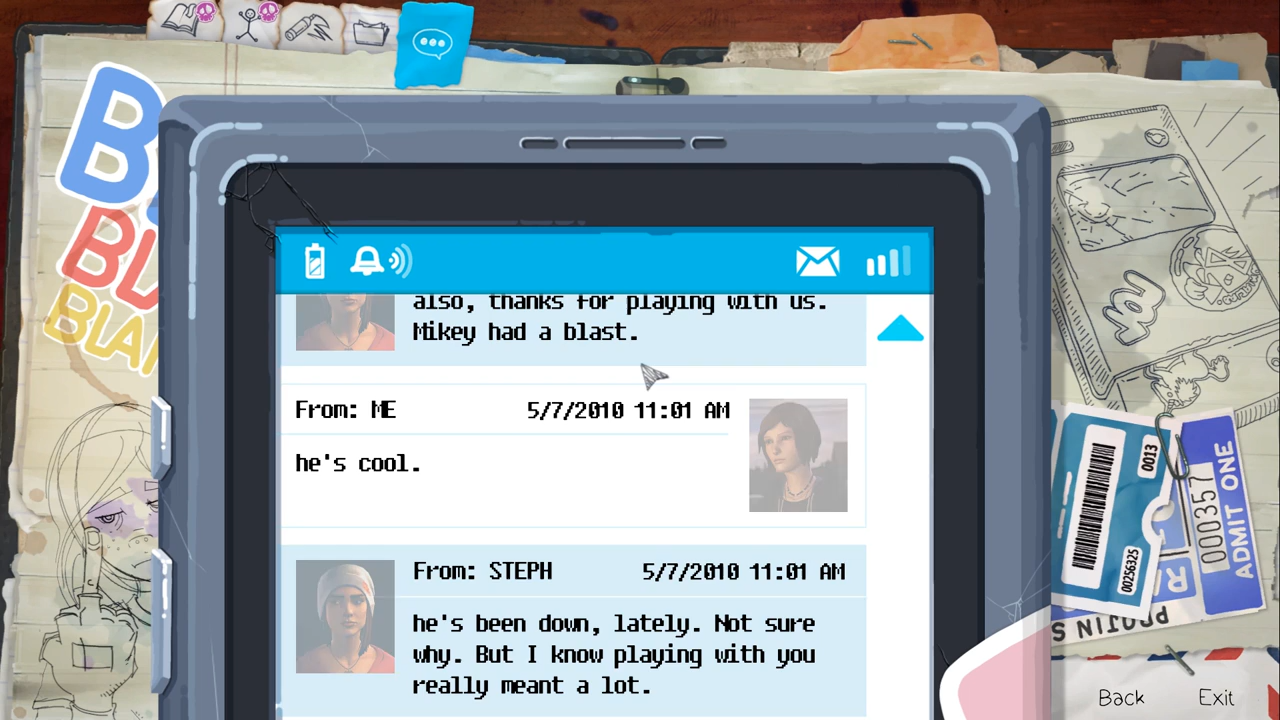 also, thanks for playing with us.
Mikey had a blast.
From: ME
5/7/2010 11:01 AM
he's cool.
From: STEPH
5/7/2010 11:01 AM
he's been down, lately. Not sure
why. But I know playing with you
really meant a lot.
0013
00256325
000357
ADMIT ONE
Back
Exit